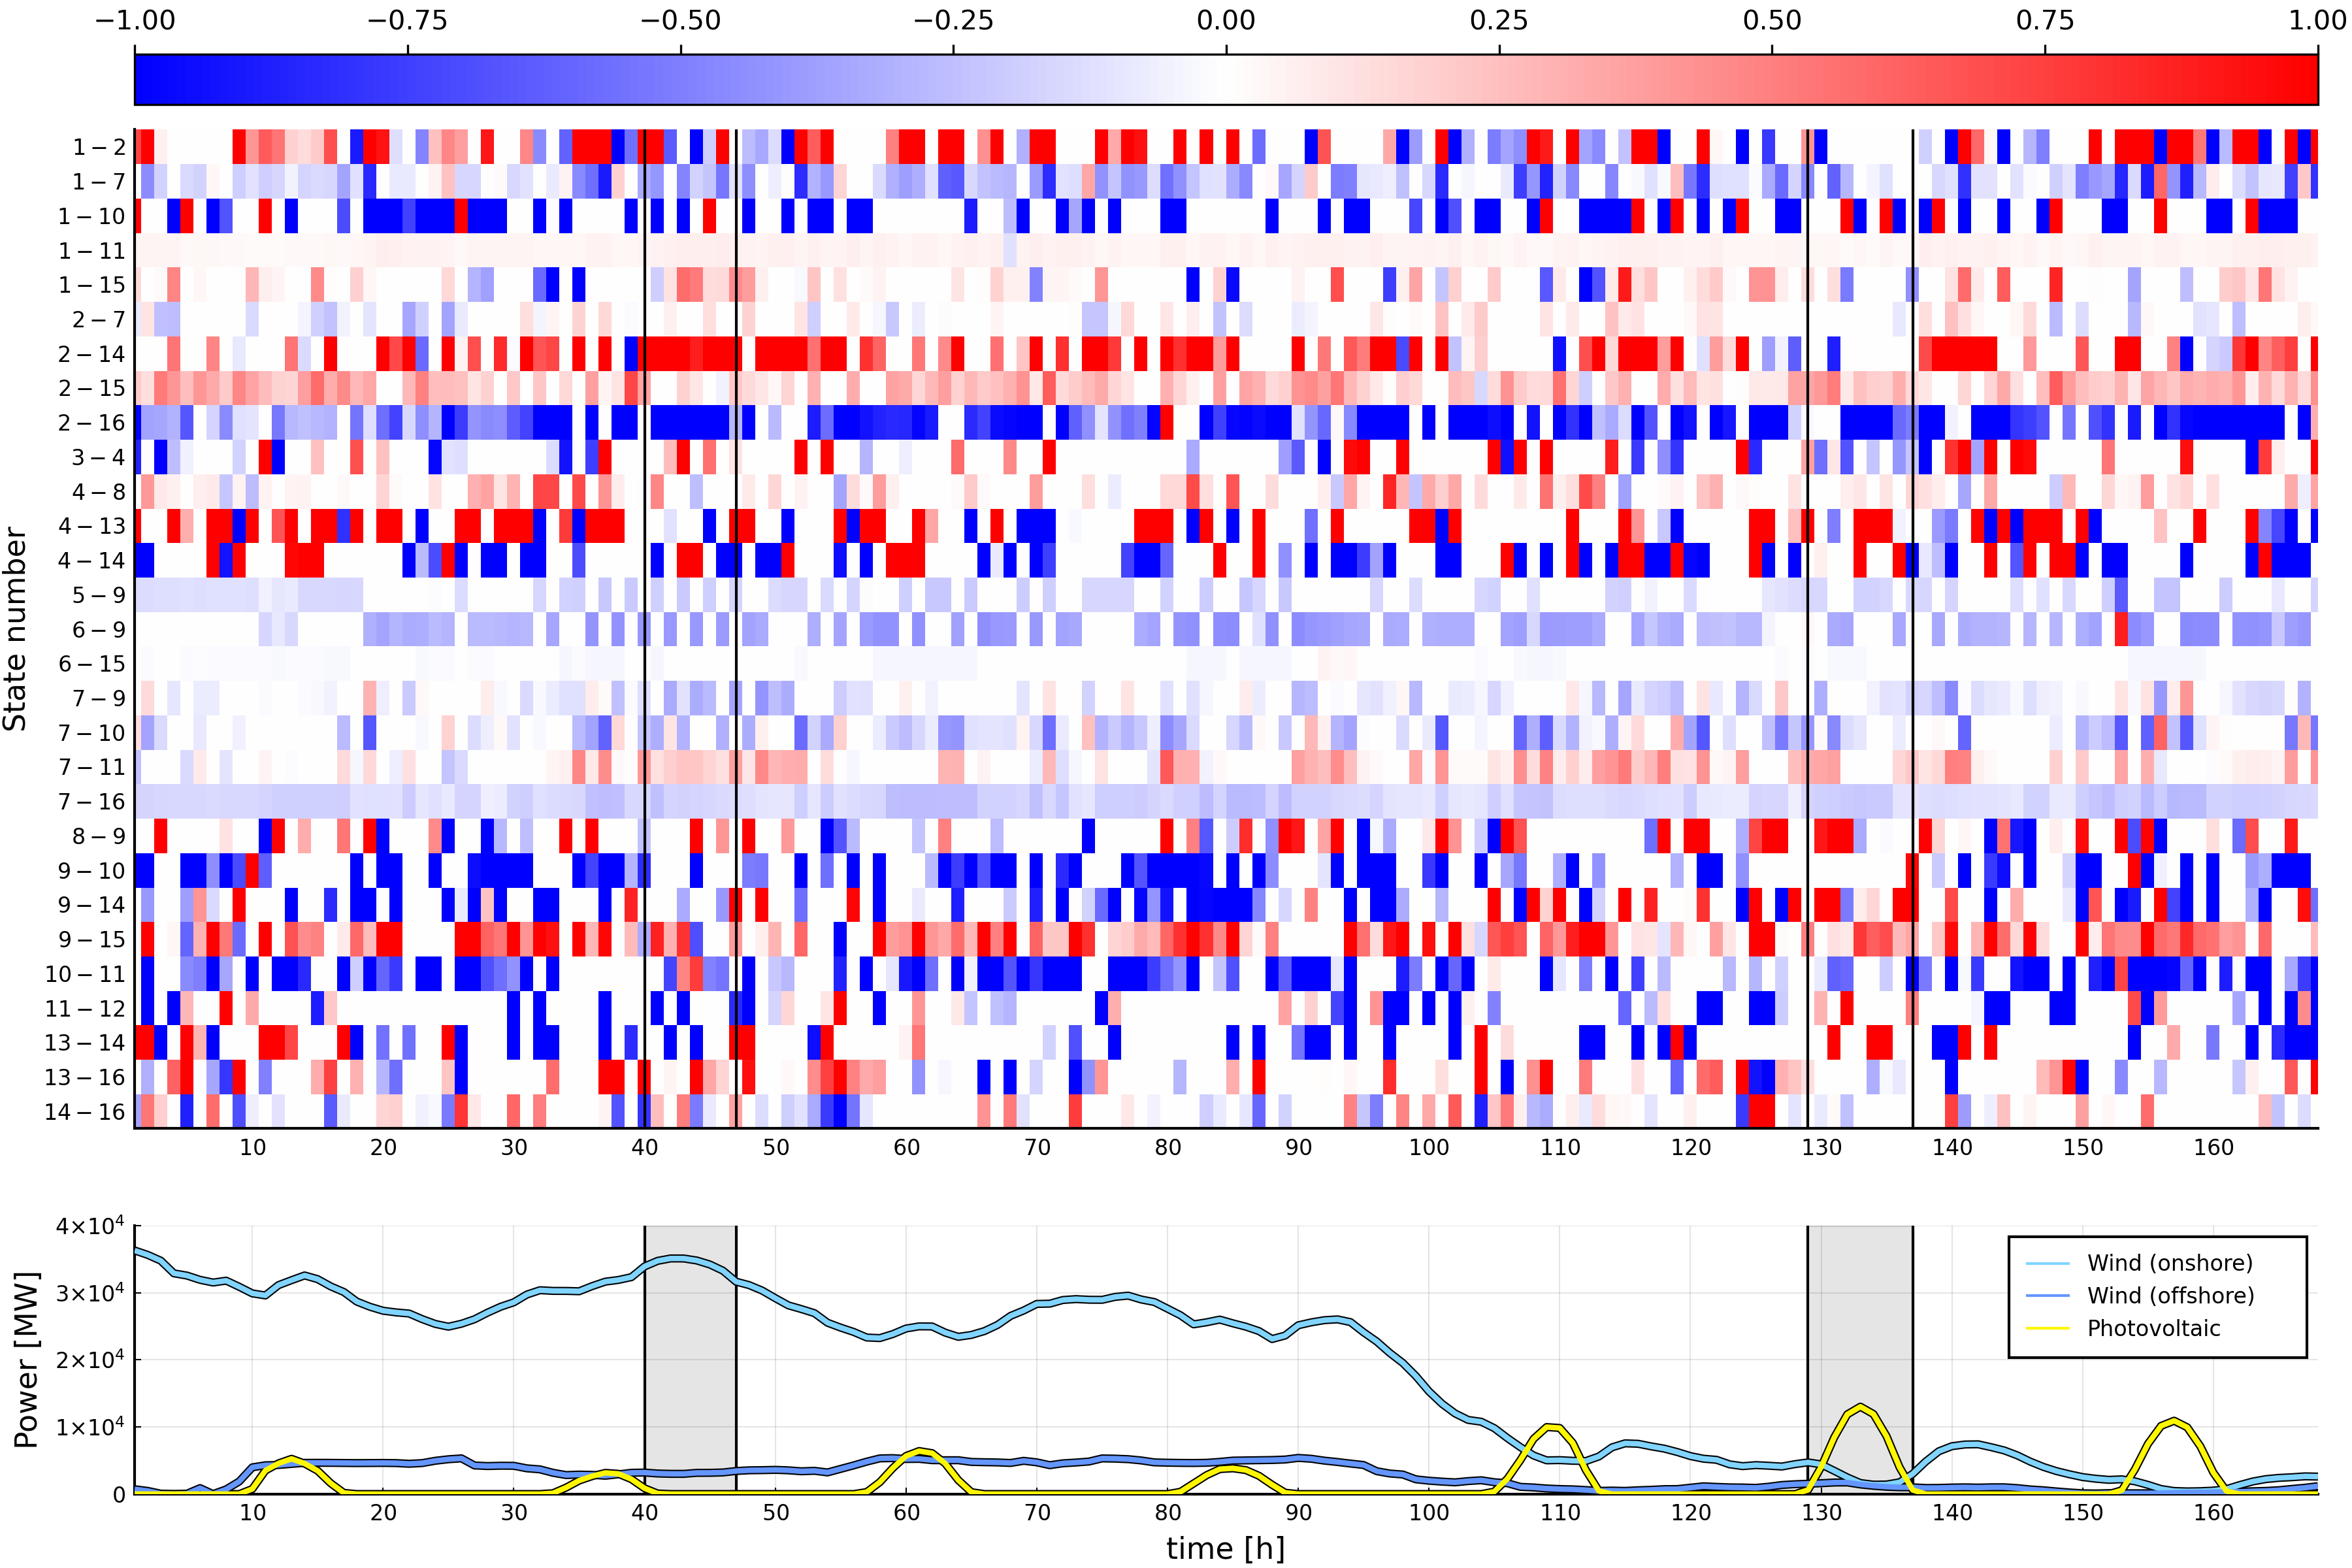 −1.00 −0.75 −0.50 −0.25 0.00 0.25 0.50 0.75 1.00
State number
1 − 2
1 − 7
1 − 10
1 − 11
1 − 15
2 − 7
2 − 14
2 − 15
2 − 16
3 − 4
4 − 8
4 − 13
4 − 14
5 − 9
6 − 9
6 − 15
7 − 9
7 − 10
7 − 11
7 − 16
8 − 9
9 − 10
9 − 14
9 − 15
10 − 11
11 − 12
13 − 14
13 − 16
14 − 16
10 20 30 40 50 60 70 80 90 100 110 120 130 140 150 160
Power [MW]
4×10⁴
3×10⁴
2×10⁴
1×10⁴
0
Wind (onshore)
Wind (offshore)
Photovoltaic
10 20 30 40 50 60 70 80 90 100 110 120 130 140 150 160
time [h]